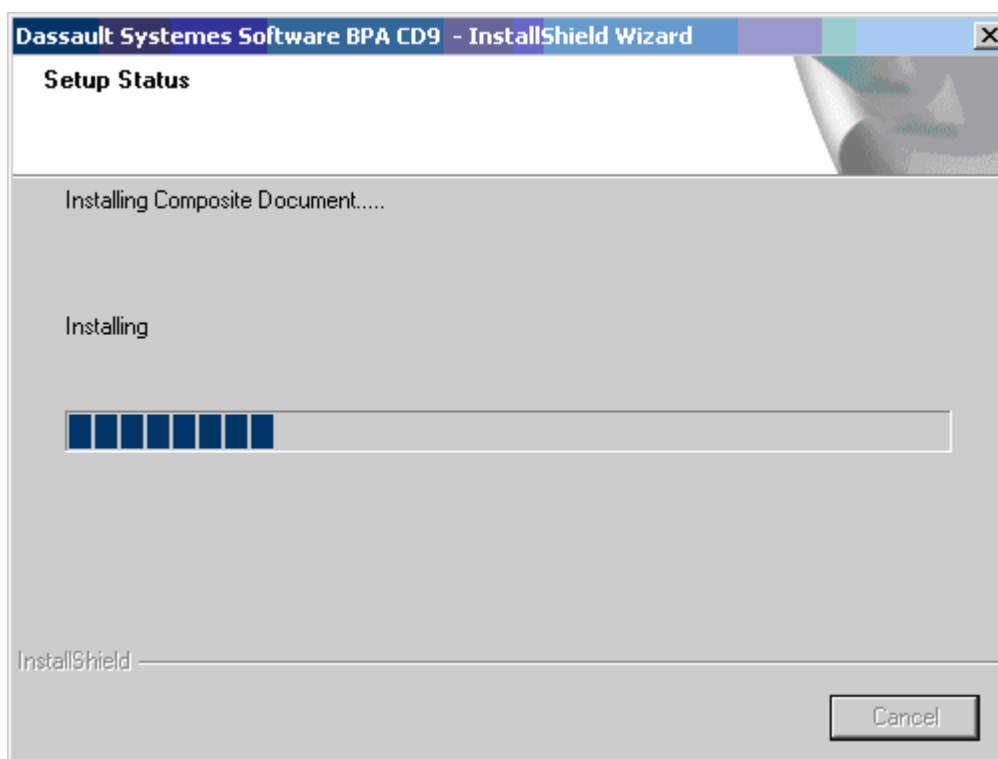 Dassault Systemes Software BPA CD9 - InstallShield Wizard
Setup Status
Installing Composite Document.....
Installing
InstallShield
Cancel